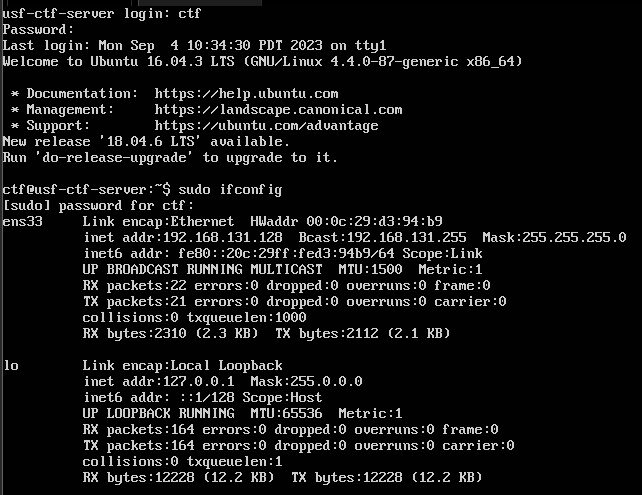 usf-ctf-server login: ctf
Password:
Last login: Mon Sep  4 10:34:30 PDT 2023 on tty1
Welcome to Ubuntu 16.04.3 LTS (GNU/Linux 4.4.0-87-generic x86_64)
 * Documentation:  https://help.ubuntu.com
 * Management:     https://landscape.canonical.com
 * Support:        https://ubuntu.com/advantage
New release '18.04.6 LTS' available.
Run 'do-release-upgrade' to upgrade to it.
ctf@usf-ctf-server:~$ sudo ifconfig
[sudo] password for ctf:
ens33     Link encap:Ethernet  HWaddr 00:0c:29:d3:94:b9
          inet addr:192.168.131.128  Bcast:192.168.131.255  Mask:255.255.255.0
          inet6 addr: fe80::20c:29ff:fed3:94b9/64 Scope:Link
          UP BROADCAST RUNNING MULTICAST  MTU:1500  Metric:1
          RX packets:22 errors:0 dropped:0 overruns:0 frame:0
          TX packets:21 errors:0 dropped:0 overruns:0 carrier:0
          collisions:0 txqueuelen:1000
          RX bytes:2310 (2.3 KB)  TX bytes:2112 (2.1 KB)
lo        Link encap:Local Loopback
          inet addr:127.0.0.1  Mask:255.0.0.0
          inet6 addr: ::1/128 Scope:Host
          UP LOOPBACK RUNNING  MTU:65536  Metric:1
          RX packets:164 errors:0 dropped:0 overruns:0 frame:0
          TX packets:164 errors:0 dropped:0 overruns:0 carrier:0
          collisions:0 txqueuelen:1
          RX bytes:12228 (12.2 KB)  TX bytes:12228 (12.2 KB)